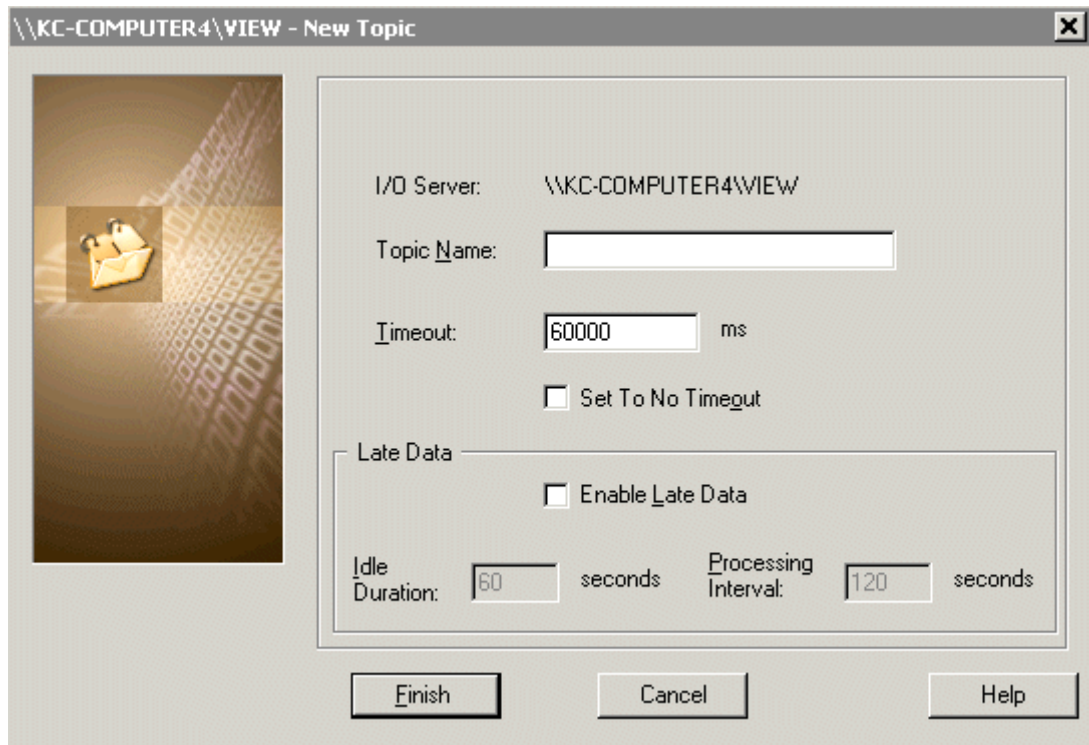 \\KC-COMPUTER4\VIEW - New Topic
I/O Server: \\KC-COMPUTER4\VIEW
Topic Name:
Timeout: 60000 ms
Set To No Timeout
Late Data
Enable Late Data
Idle Duration: 60 seconds Processing Interval: 120 seconds
Finish Cancel Help